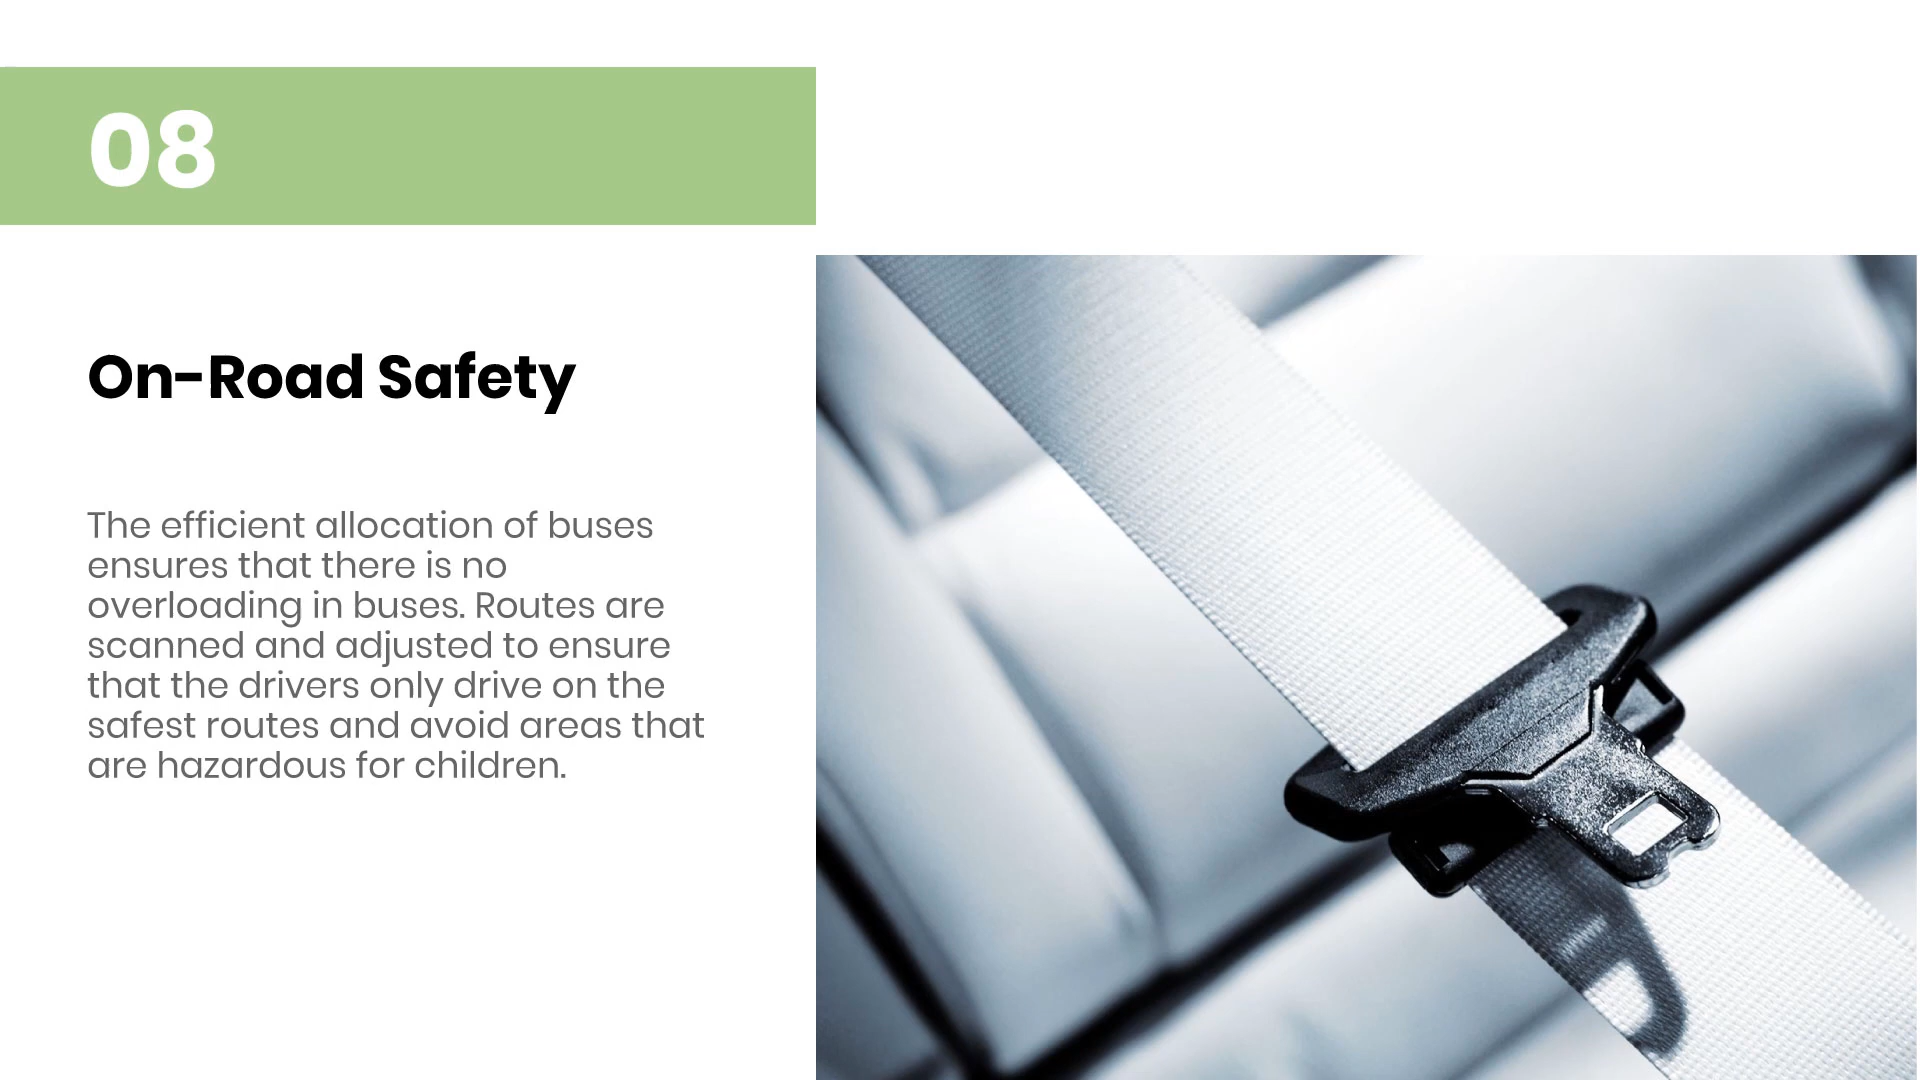 08
On-Road Safety
The efficient allocation of buses
ensures that there is no
overloading in buses. Routes are
scanned and adjusted to ensure
that the drivers only drive on the
safest routes and avoid areas that
are hazardous for children.